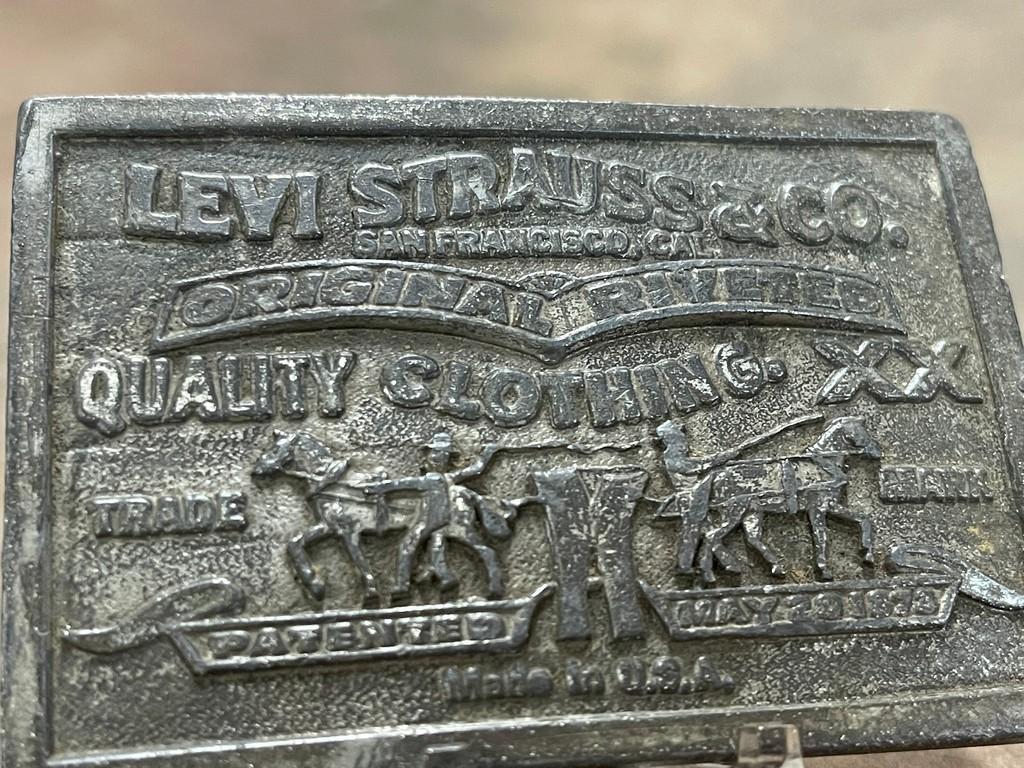 LEVI STRAUSS & CO.
SAN FRANCISCO, CAL
ORIGINAL RIVETED
QUALITY CLOTHING. XX
TRADE MARK
PATENTED MAY 20 1873
Made in U.S.A.